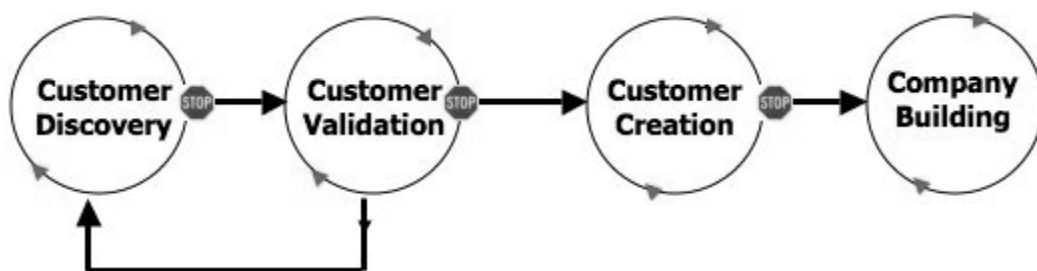 Customer
Discovery
STOP
Customer
Validation
STOP
Customer
Creation
STOP
Company
Building